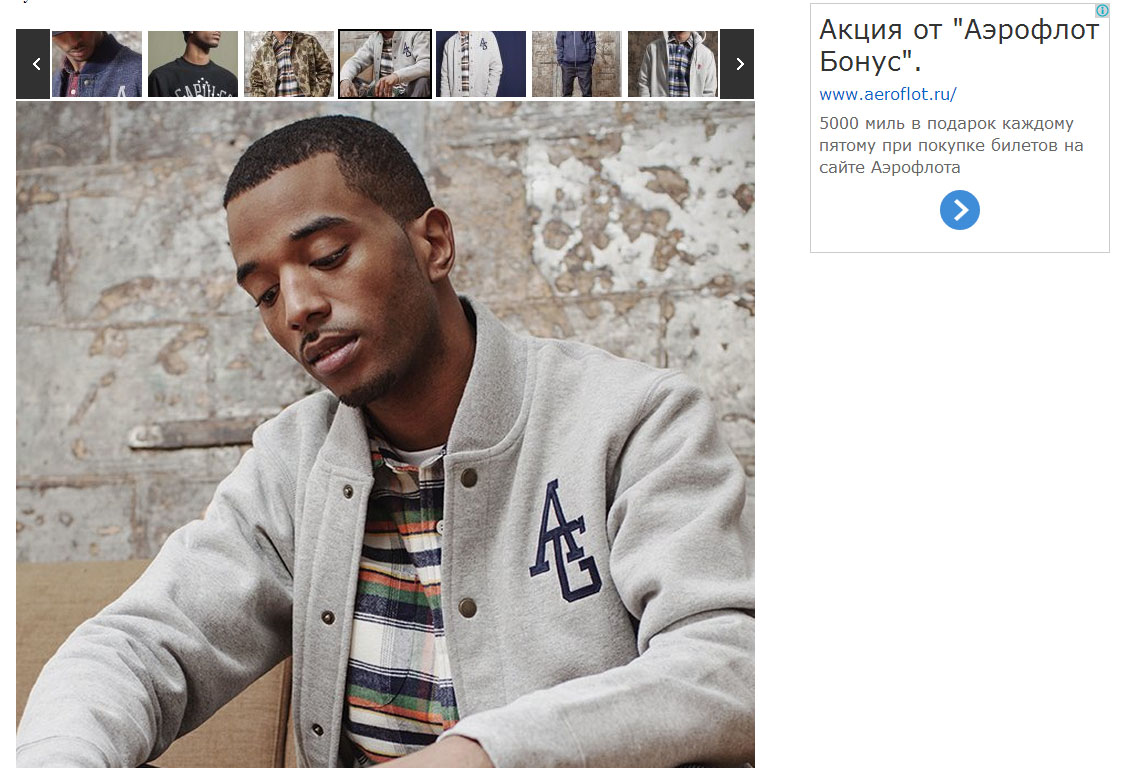 AG
Акция от "Аэрофлот
Бонус".
www.aeroflot.ru/
5000 миль в подарок каждому
пятому при покупке билетов на
сайте Аэрофлота